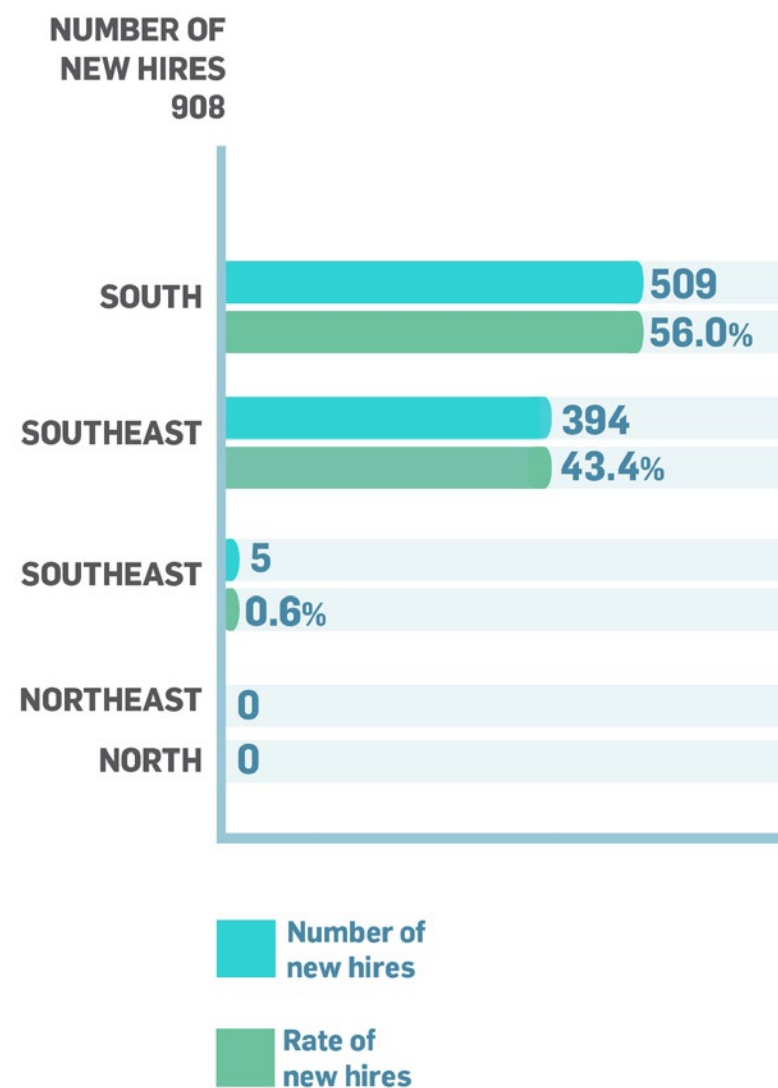 NUMBER OF
NEW HIRES
908
SOUTH
509
56.0%
SOUTHEAST
394
43.4%
SOUTHEAST
5
0.6%
NORTHEAST
0
NORTH
0
Number of
new hires
Rate of
new hires